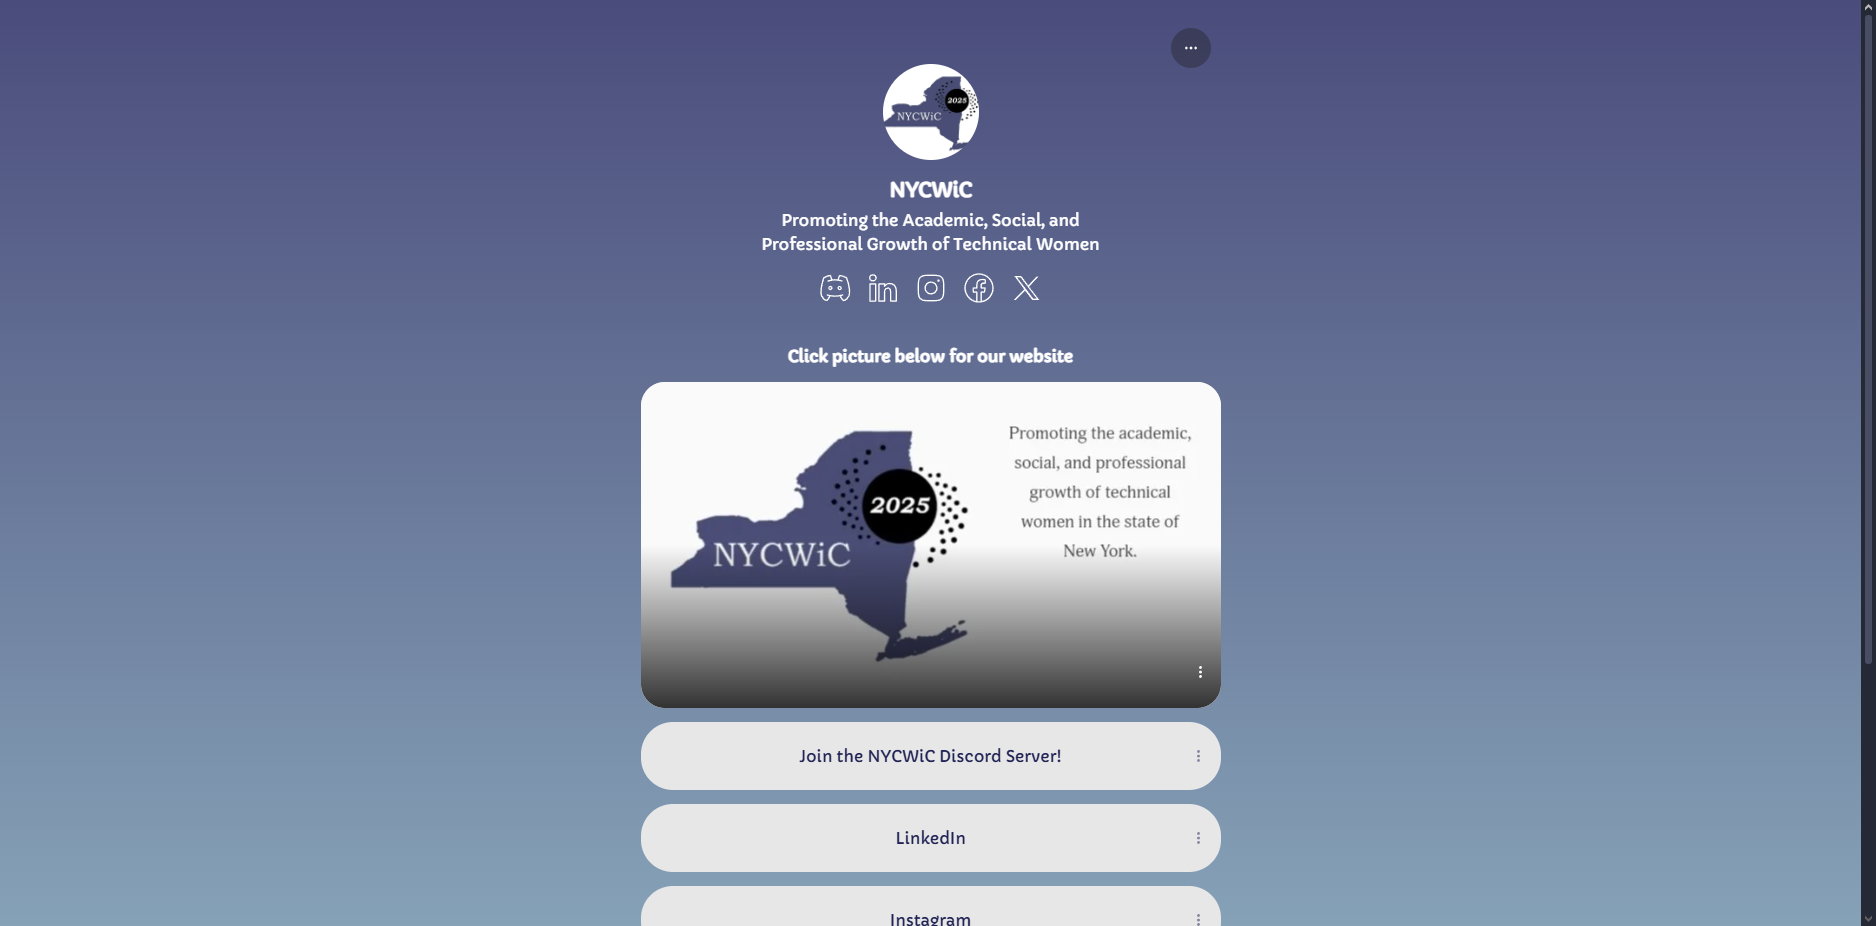 2025
NYCWiC
NYCWiC
Promoting the Academic, Social, and
Professional Growth of Technical Women
Click picture below for our website
Promoting the academic,
social, and professional
growth of technical
women in the state of
New York.
2025
NYCWiC
Join the NYCWiC Discord Server!
LinkedIn
Instagram